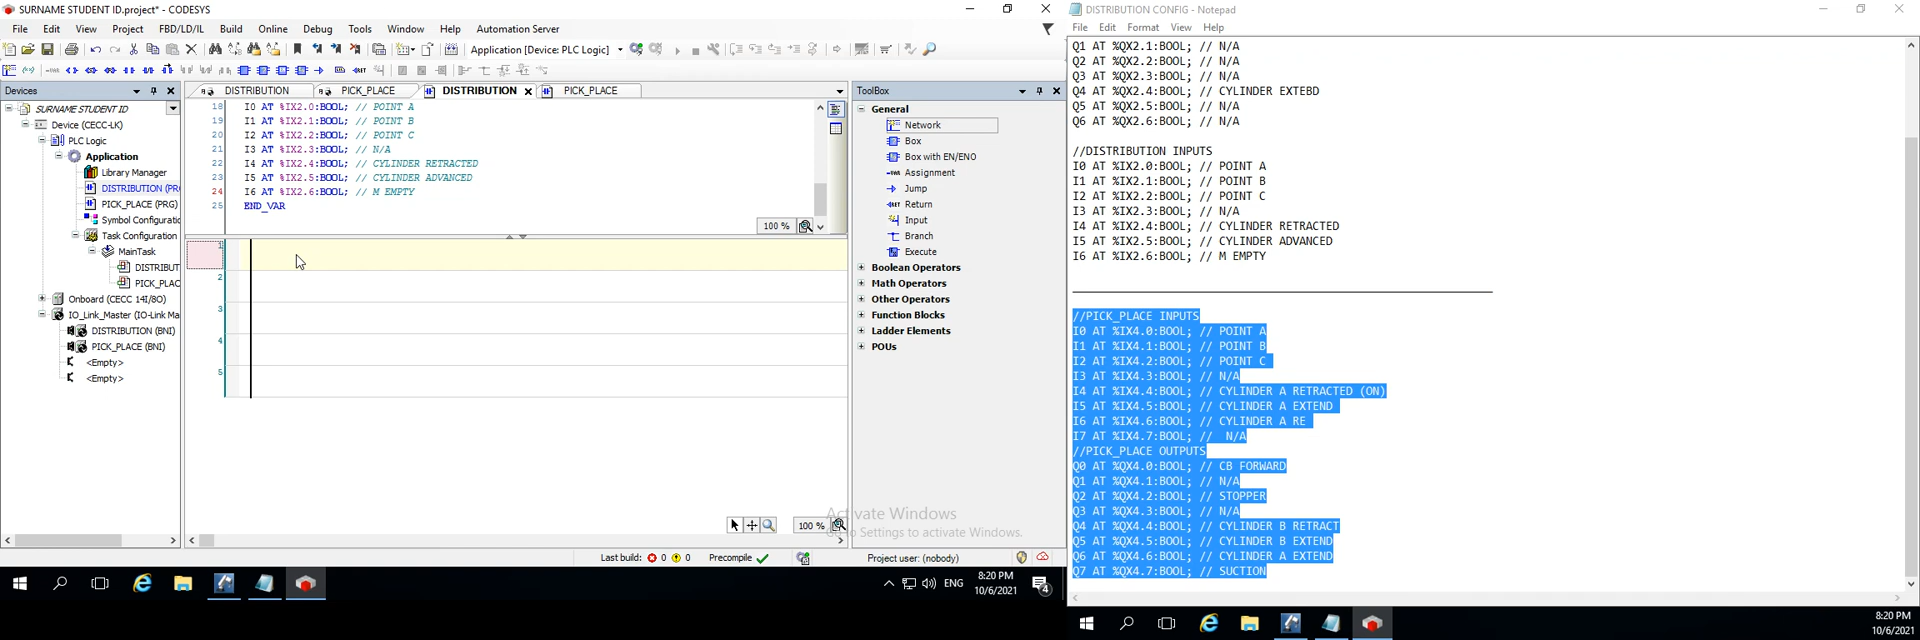 SURNAME STUDENT ID.project* - CODESYS
File Edit View Project FBD/LD/IL Build Online Debug Tools Window Help Automation Server
Application [Device: PLC Logic]
Devices
SURNAME STUDENT ID
Device (CECC-LK)
PLC Logic
Application
Library Manager
DISTRIBUTION (PR
PICK_PLACE (PRG)
Symbol Configuratio
Task Configuration
MainTask
DISTRIBUT
PICK_PLAC
Onboard (CECC 14I/8O)
IO_Link_Master (IO-Link Ma
DISTRIBUTION (BNI)
PICK_PLACE (BNI)
<Empty>
<Empty>
DISTRIBUTION PICK_PLACE DISTRIBUTION PICK_PLACE
18 I0 AT %IX2.0:BOOL; // POINT A
19 I1 AT %IX2.1:BOOL; // POINT B
20 I2 AT %IX2.2:BOOL; // POINT C
21 I3 AT %IX2.3:BOOL; // N/A
22 I4 AT %IX2.4:BOOL; // CYLINDER RETRACTED
23 I5 AT %IX2.5:BOOL; // CYLINDER ADVANCED
24 I6 AT %IX2.6:BOOL; // M EMPTY
25 END_VAR
100 %
1
2
3
4
5
100 %
ToolBox
General
Network
Box
Box with EN/ENO
Assignment
Jump
Return
Input
Branch
Execute
Boolean Operators
Math Operators
Other Operators
Function Blocks
Ladder Elements
POUs
Activate Windows
Go to Settings to activate Windows.
Last build: 0 0 Precompile Project user: (nobody)
ENG 8:20 PM
10/6/2021
4
DISTRIBUTION CONFIG - Notepad
File Edit Format View Help
Q1 AT %QX2.1:BOOL; // N/A
Q2 AT %QX2.2:BOOL; // N/A
Q3 AT %QX2.3:BOOL; // N/A
Q4 AT %QX2.4:BOOL; // CYLINDER EXTEBD
Q5 AT %QX2.5:BOOL; // N/A
Q6 AT %QX2.6:BOOL; // N/A
//DISTRIBUTION INPUTS
I0 AT %IX2.0:BOOL; // POINT A
I1 AT %IX2.1:BOOL; // POINT B
I2 AT %IX2.2:BOOL; // POINT C
I3 AT %IX2.3:BOOL; // N/A
I4 AT %IX2.4:BOOL; // CYLINDER RETRACTED
I5 AT %IX2.5:BOOL; // CYLINDER ADVANCED
I6 AT %IX2.6:BOOL; // M EMPTY
//PICK_PLACE INPUTS
I0 AT %IX4.0:BOOL; // POINT A
I1 AT %IX4.1:BOOL; // POINT B
I2 AT %IX4.2:BOOL; // POINT C
I3 AT %IX4.3:BOOL; // N/A
I4 AT %IX4.4:BOOL; // CYLINDER A RETRACTED (ON)
I5 AT %IX4.5:BOOL; // CYLINDER A EXTEND
I6 AT %IX4.6:BOOL; // CYLINDER A RE
I7 AT %IX4.7:BOOL; // N/A
//PICK_PLACE OUTPUTS
Q0 AT %QX4.0:BOOL; // CB FORWARD
Q1 AT %QX4.1:BOOL; // N/A
Q2 AT %QX4.2:BOOL; // STOPPER
Q3 AT %QX4.3:BOOL; // N/A
Q4 AT %QX4.4:BOOL; // CYLINDER B RETRACT
Q5 AT %QX4.5:BOOL; // CYLINDER B EXTEND
Q6 AT %QX4.6:BOOL; // CYLINDER A EXTEND
Q7 AT %QX4.7:BOOL; // SUCTION
8:20 PM
10/6/2021